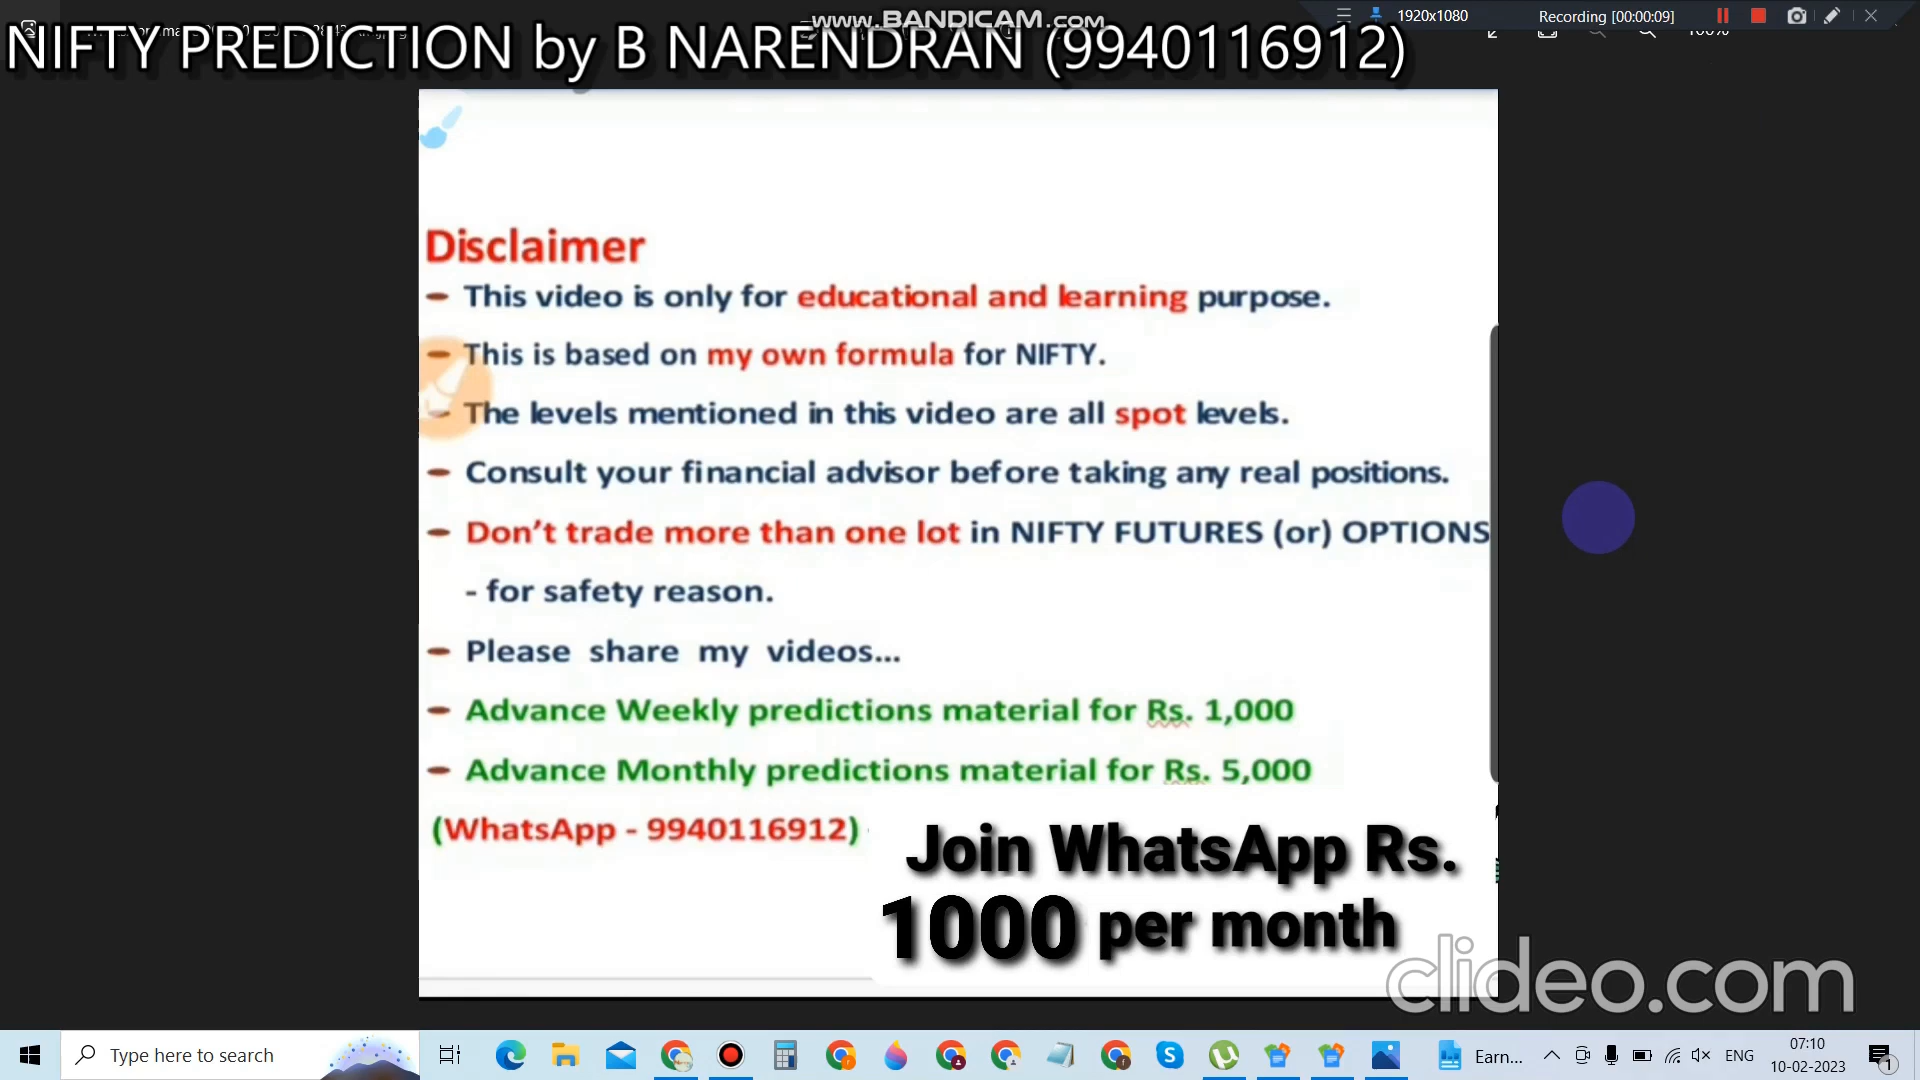 www.BANDICAM.com
1920x1080
Recording [00:00:09]
NIFTY PREDICTION by B NARENDRAN (9940116912)
100%
Disclaimer
This video is only for educational and learning purpose.
This is based on my own formula for NIFTY.
The levels mentioned in this video are all spot levels.
Consult your financial advisor before taking any real positions.
Don't trade more than one lot in NIFTY FUTURES (or) OPTIONS
- for safety reason.
Please share my videos...
Advance Weekly predictions material for Rs. 1,000
Advance Monthly predictions material for Rs. 5,000
(WhatsApp - 9940116912)
Join WhatsApp Rs.
1000 per month
clideo.com
Type here to search
Earn...
ENG
07:10
10-02-2023
1